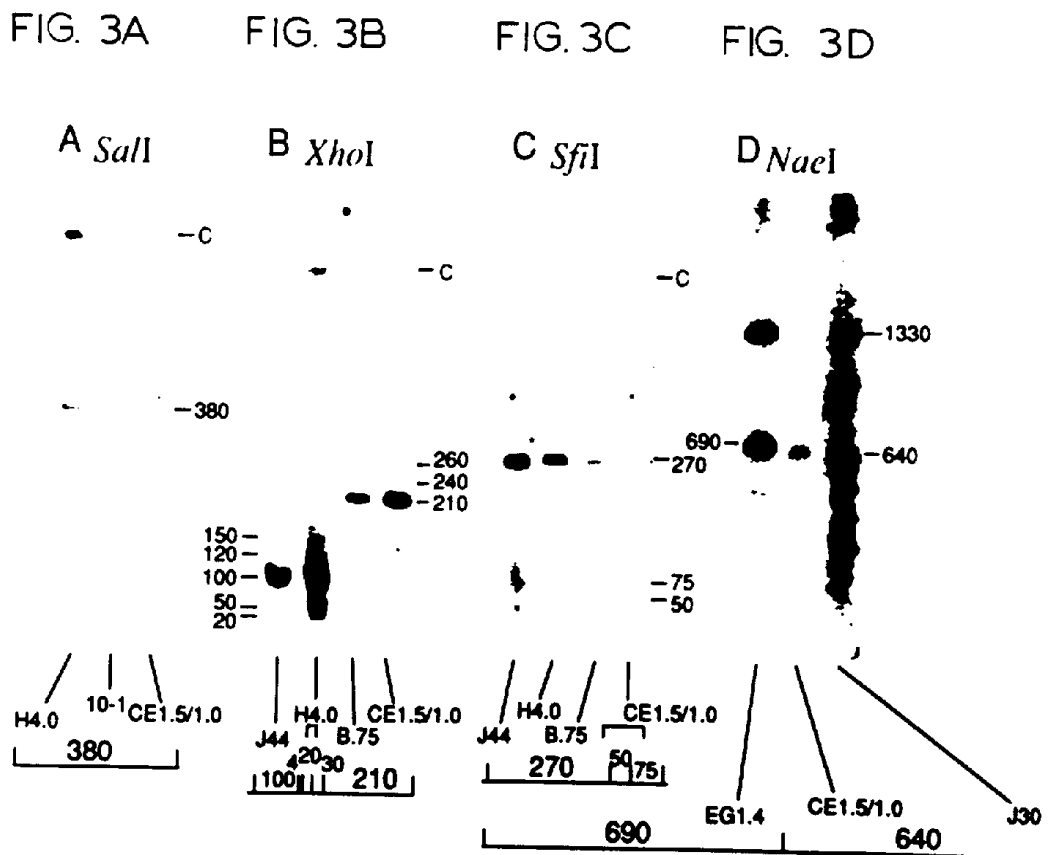 FIG. 3A FIG. 3B FIG. 3C FIG. 3D
A SalI B XhoI C SfiI D NaeI
C
C
C
1330
380
690
640
260
240
210
270
150
120
100
50
20
75
50
H4.0 10-1 CE1.5/1.0
380
J44 H4.0 B.75 CE1.5/1.0
100 4 20 30 210
J44 H4.0 B.75 CE1.5/1.0
270 50 75
EG1.4 CE1.5/1.0 J30
690 640